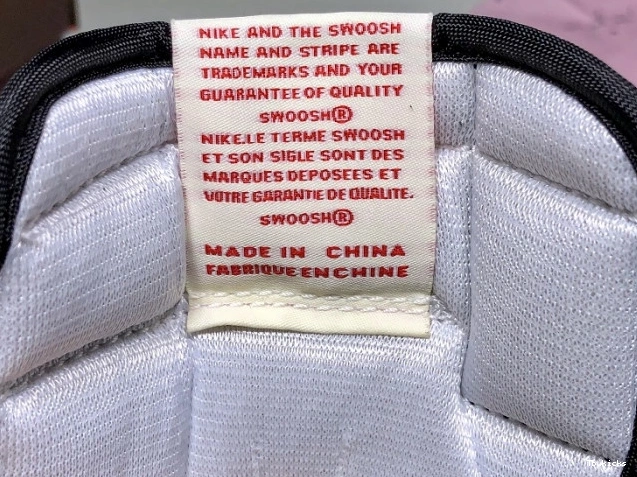 NIKE AND THE SWOOSH
NAME AND STRIPE ARE
TRADEMARKS AND YOUR
GUARANTEE OF QUALITY
SWOOSH®
NIKE.LE TERME SWOOSH
ET SON SIGLE SONT DES
MARQUES DEPOSEES ET
VOTRE GARANTIE DE QUALITE.
SWOOSH®
MADE IN CHINA
FABRIQUE EN CHINE